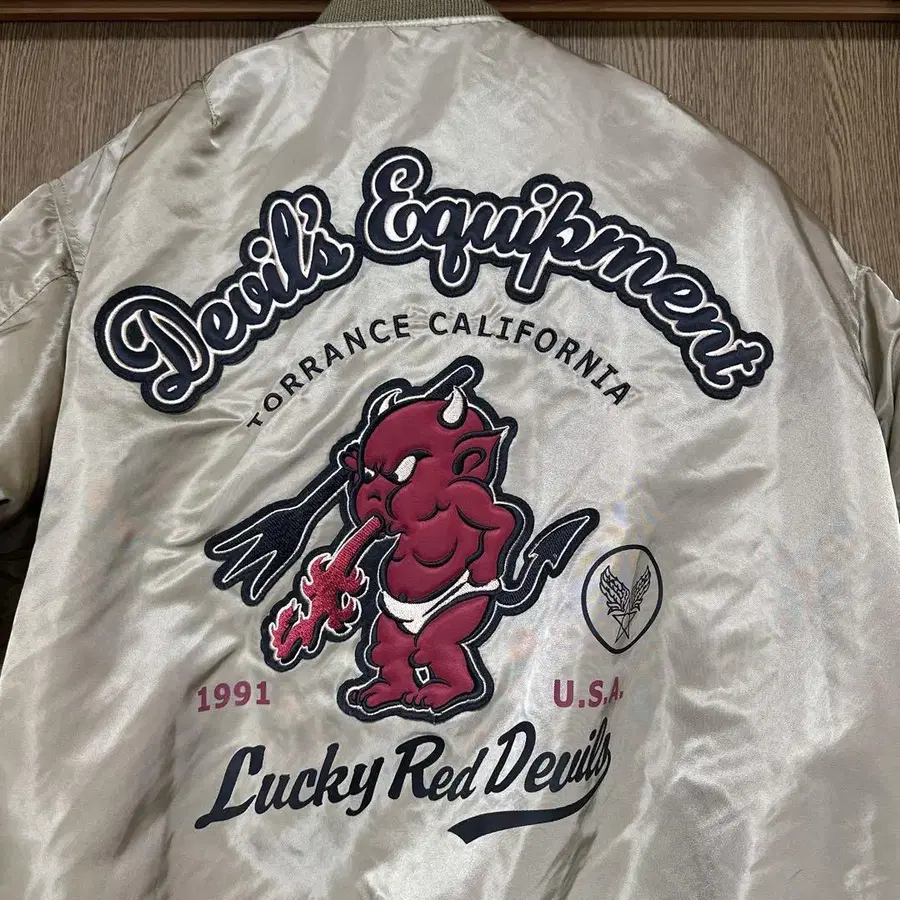 Devil's Equipment
TORRANCE CALIFORNIA
1991
U.S.A.
Lucky Red Devils